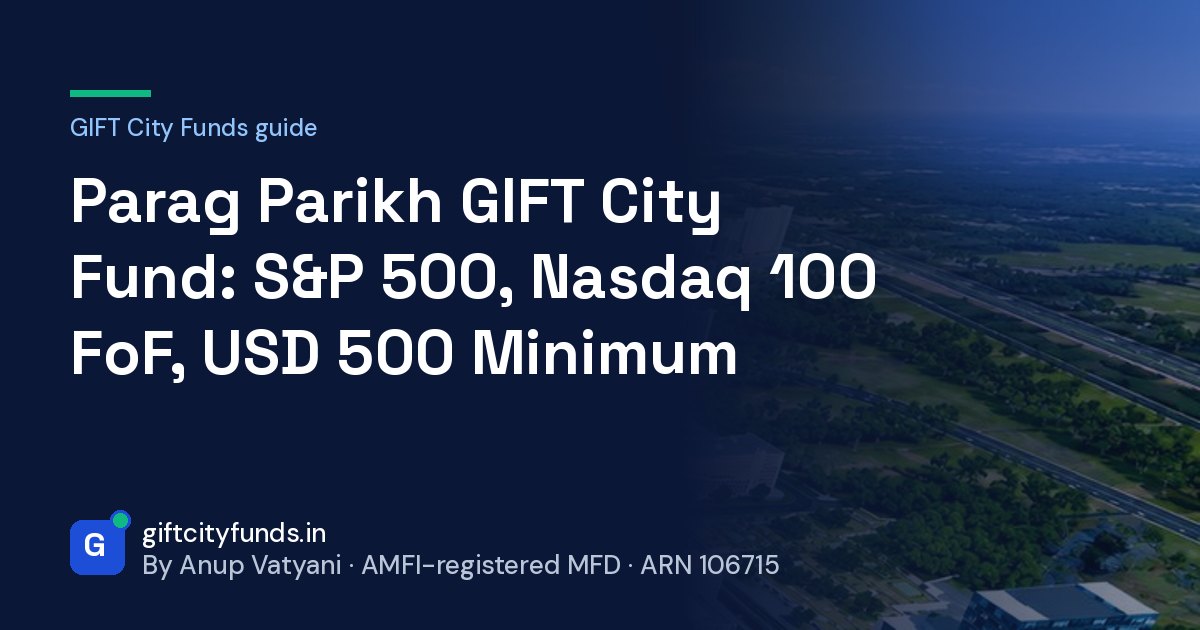 GIFT City Funds guide
Parag Parikh GIFT City
Fund: S&P 500, Nasdaq 100
FoF, USD 500 Minimum
G
giftcityfunds.in
By Anup Vatyani · AMFI-registered MFD · ARN 106715